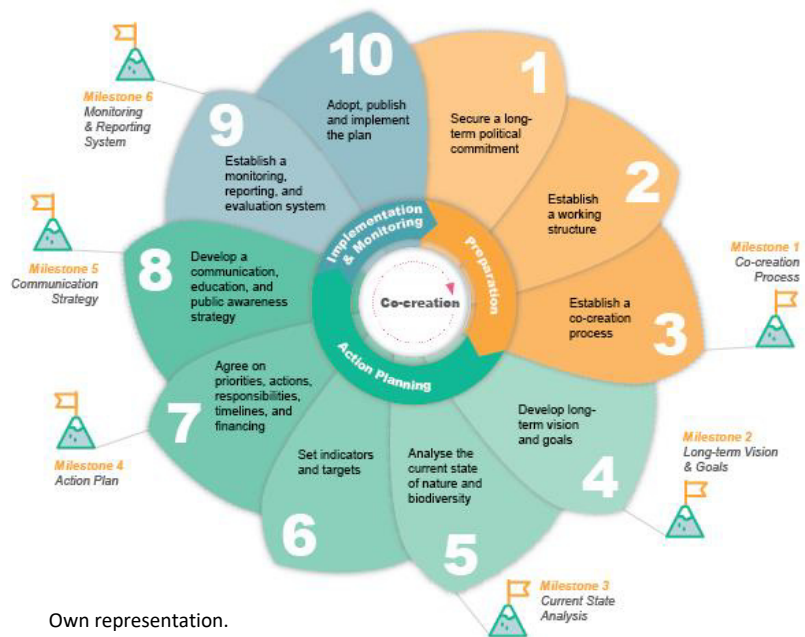 1
Secure a long-
term political
commitment
2
Establish
a working
structure
3
Establish a
co-creation
process
Milestone 1
Co-creation
Process
4
Develop long-
term vision
and goals
Milestone 2
Long-term Vision
& Goals
5
Analyse the
current state
of nature and
biodiversity
Milestone 3
Current State
Analysis
6
Set indicators
and targets
7
Agree on
priorities, actions,
responsibilities,
timelines, and
financing
Milestone 4
Action Plan
8
Develop a
communication,
education, and
public awareness
strategy
Milestone 5
Communication
Strategy
9
Establish a
monitoring,
reporting, and
evaluation system
Milestone 6
Monitoring
& Reporting
System
10
Adopt, publish
and implement
the plan
Implementation
& Monitoring
Preparation
Action Planning
Co-creation
Own representation.